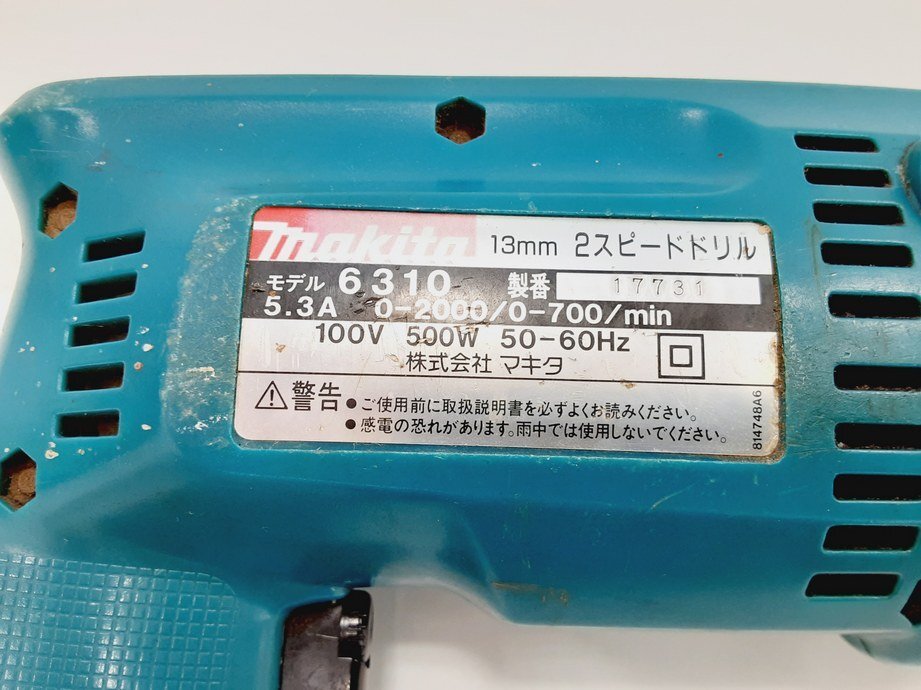 makita 13mm 2スピードドリル
モデル 6310 製番 17731
5.3A 0-2000/0-700/min
100V 500W 50-60Hz
株式会社 マキタ
⚠警告 ●ご使用前に取扱説明書を必ずよくお読みください。
●感電の恐れがあります。雨中では使用しないでください。
814748A6